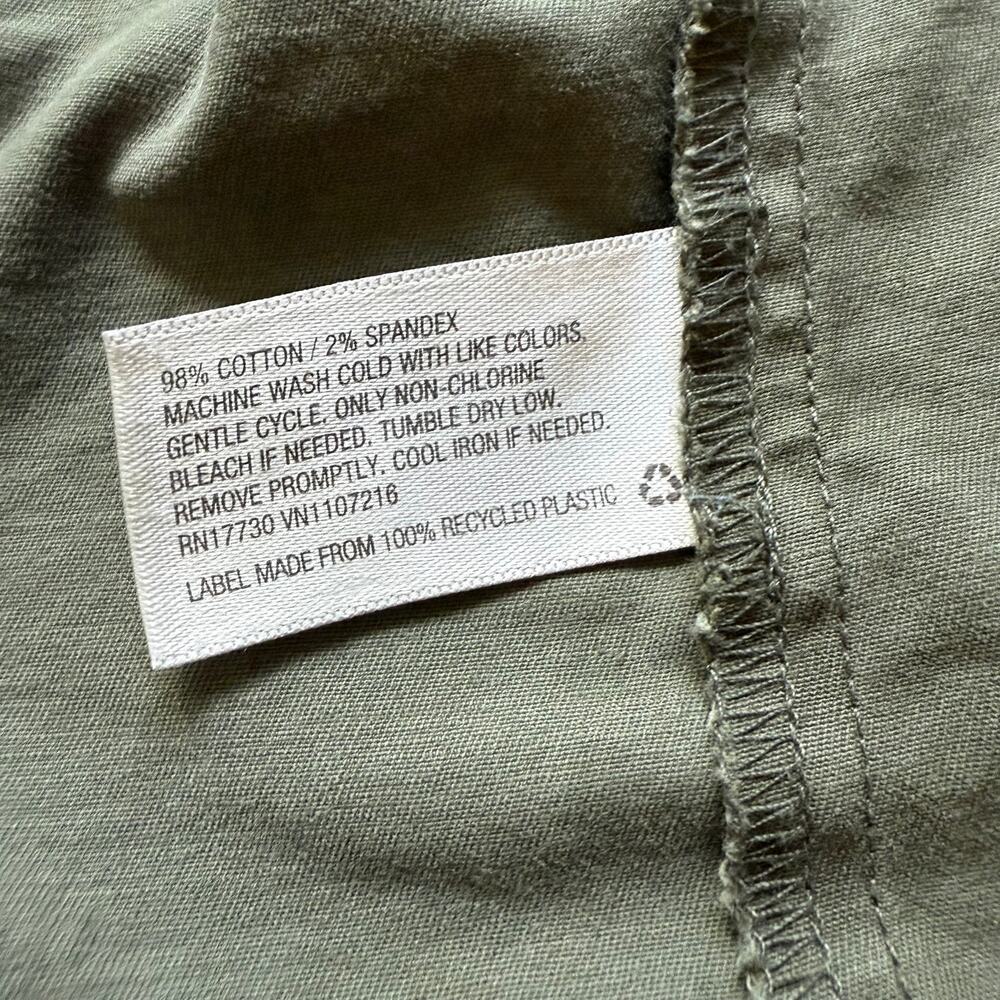 98% COTTON / 2% SPANDEX
MACHINE WASH COLD WITH LIKE COLORS,
GENTLE CYCLE. ONLY NON-CHLORINE
BLEACH IF NEEDED. TUMBLE DRY LOW.
REMOVE PROMPTLY. COOL IRON IF NEEDED.
RN17730 VN1107216
LABEL MADE FROM 100% RECYCLED PLASTIC